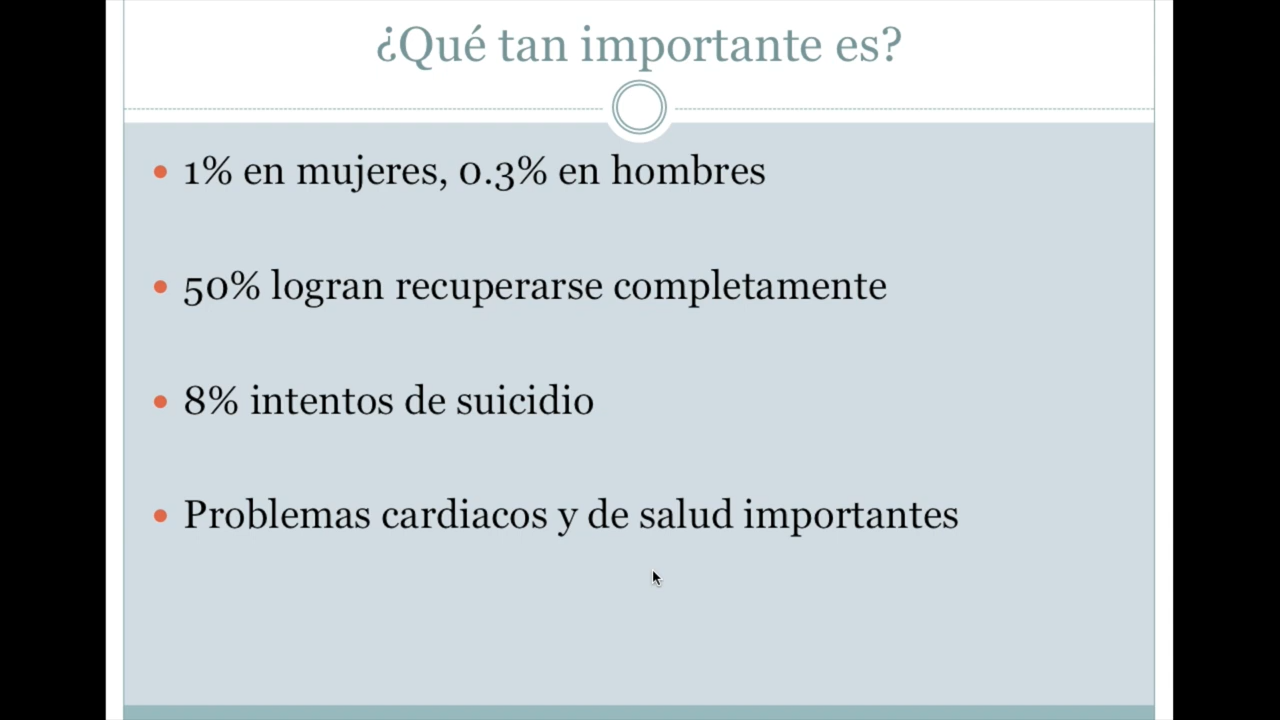 ¿Qué tan importante es?
1% en mujeres, 0.3% en hombres
50% logran recuperarse completamente
8% intentos de suicidio
Problemas cardiacos y de salud importantes